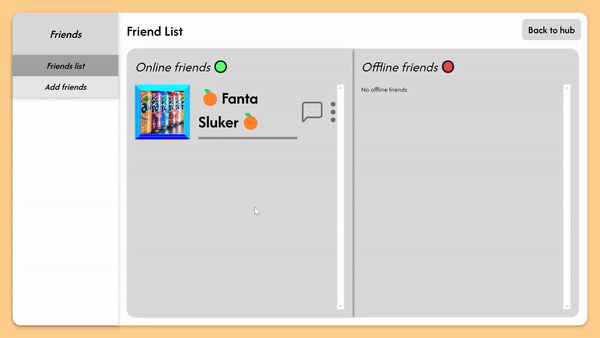 Friends
Friends list
Add friends
Friend List
Back to hub
Online friends
🍊 Fanta
Sluker 🍊
Offline friends
No offline friends